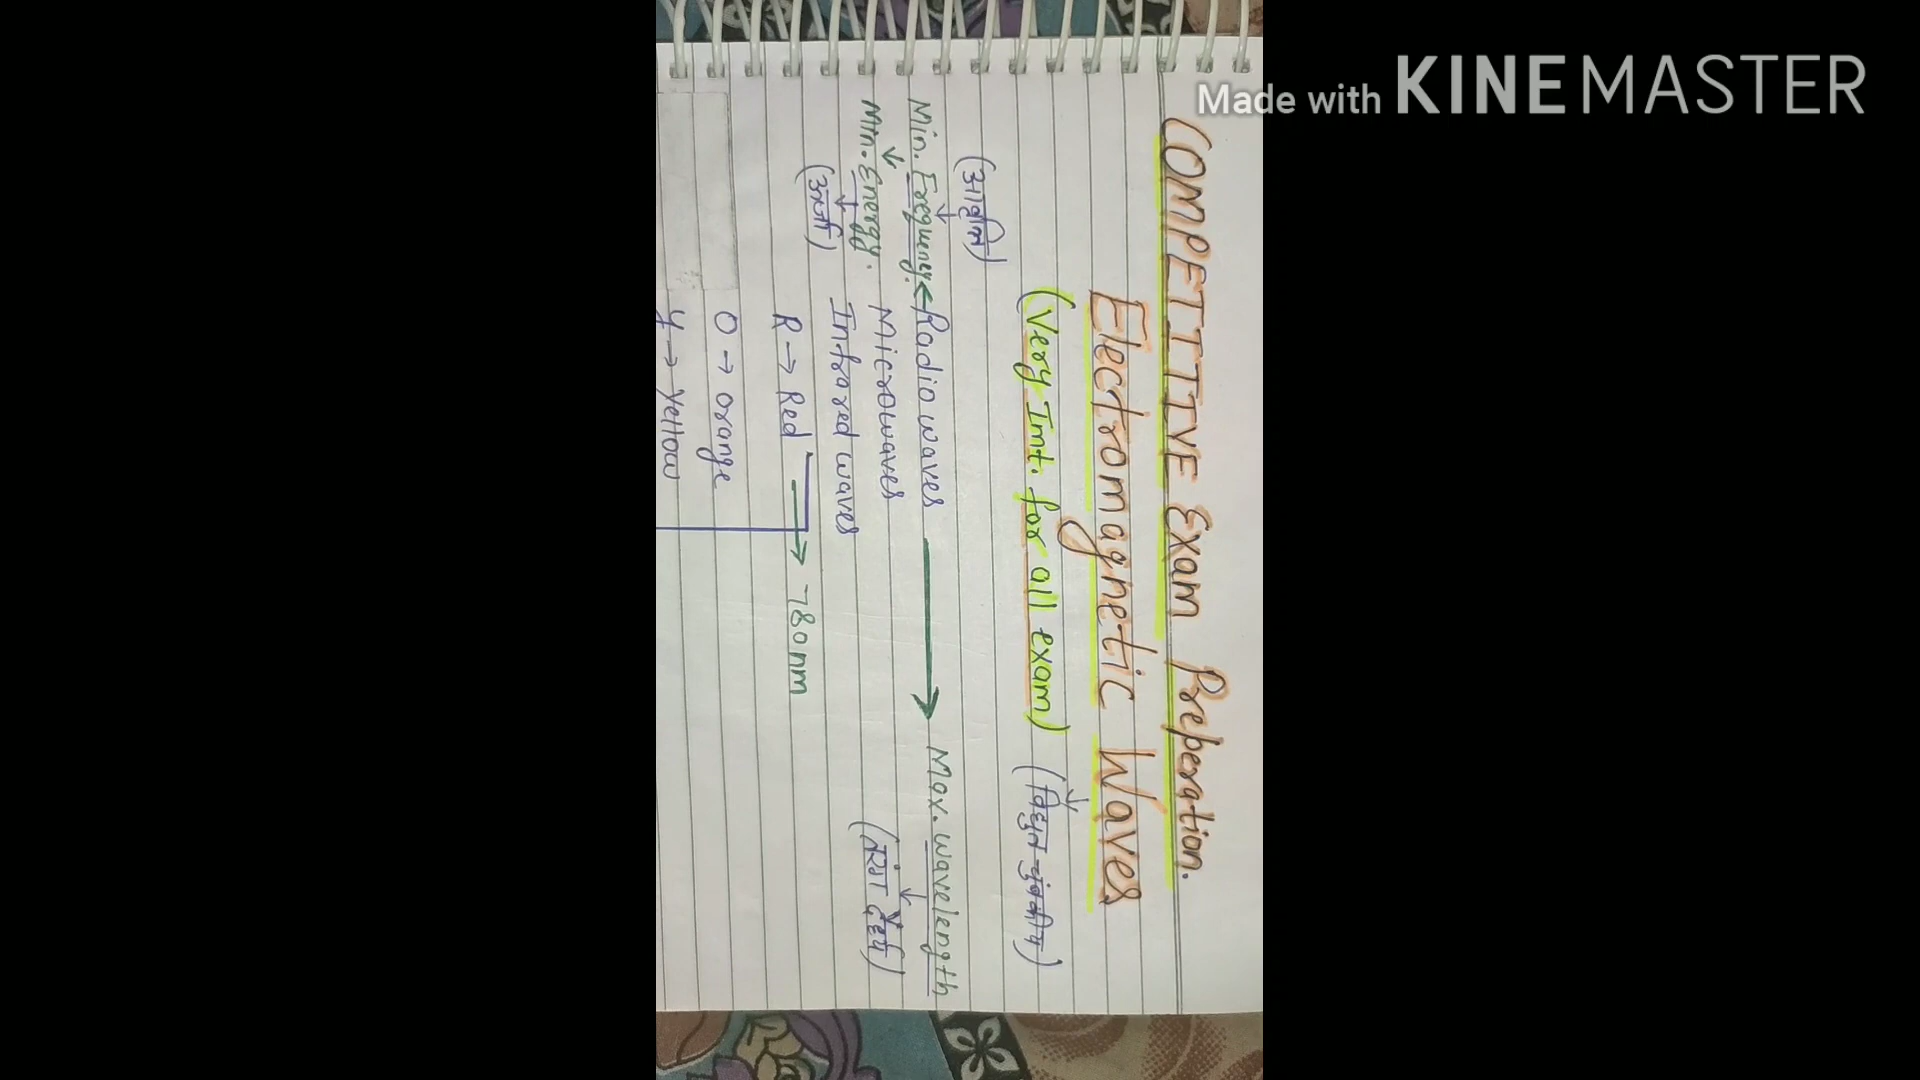 Made with KINEMASTER
COMPETITIVE Exam Preperation.
Electromagnetic Waves
(Very Imt. for all exam) (विद्युत चुंबकीय)
(आवृत्ति)
Min. Frequency. ← Radio waves → Max. wavelength
Min. Energy. Microwaves (तरंग दैर्ध्य)
(ऊर्जा) Infrared waves
R → Red → 780nm
O → orange
Y → Yellow